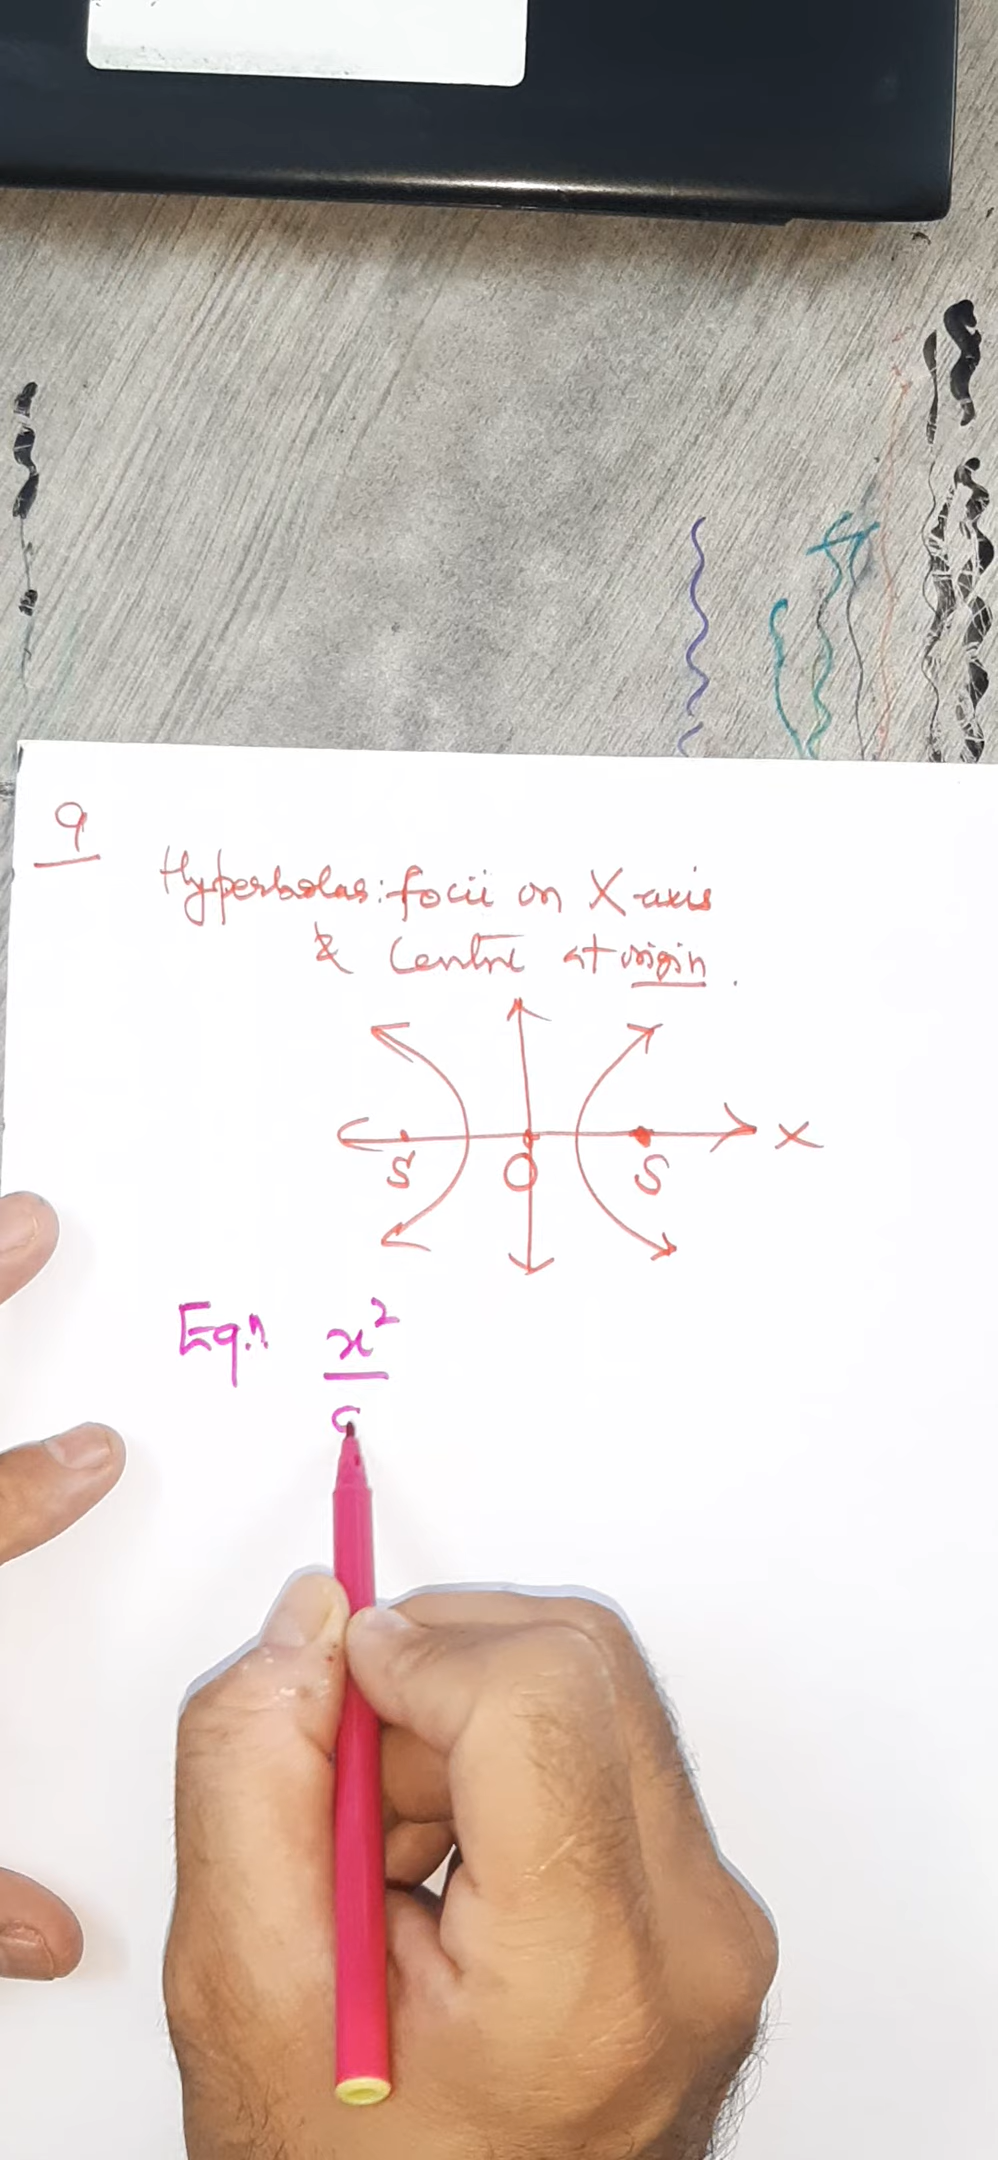 9
Hyperbolas: focii on X-axis
& Centre at origin.
X
S' O S
Eq.n x²